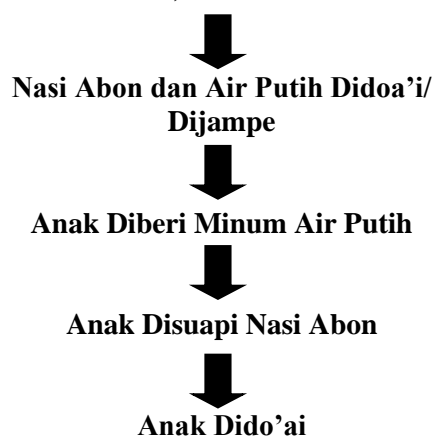 Nasi Abon dan Air Putih Didoa'i/
Dijampe
Anak Diberi Minum Air Putih
Anak Disuapi Nasi Abon
Anak Dido'ai